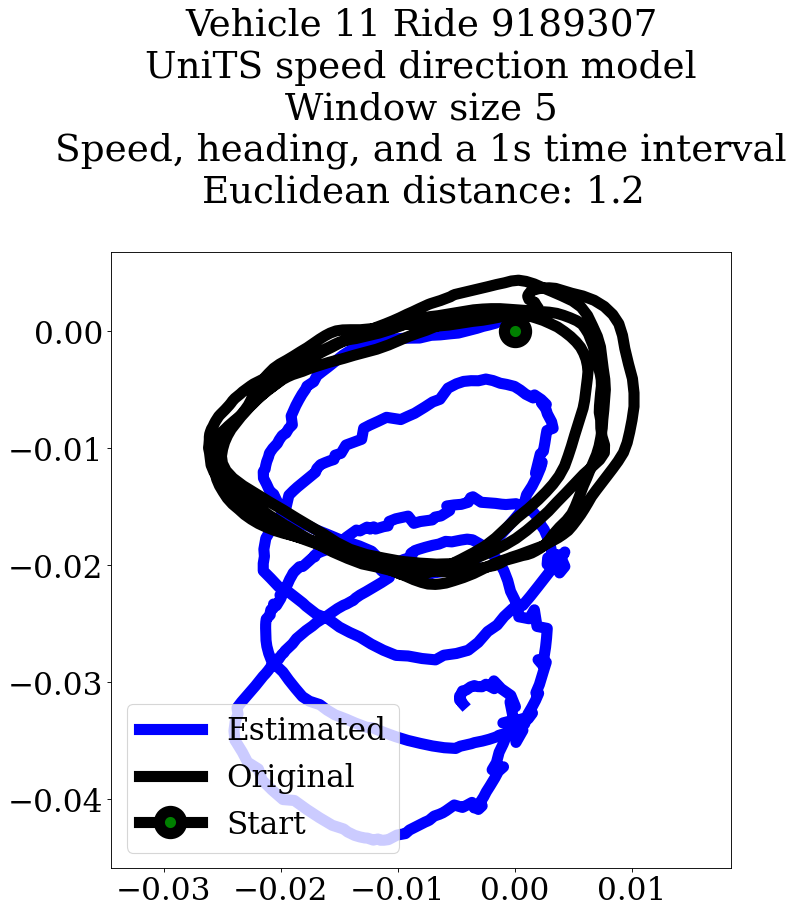 Vehicle 11 Ride 9189307
UniTS speed direction model
Window size 5
Speed, heading, and a 1s time interval
Euclidean distance: 1.2
0.00
−0.01
−0.02
−0.03
−0.04
Estimated
Original
Start
−0.03 −0.02 −0.01 0.00 0.01